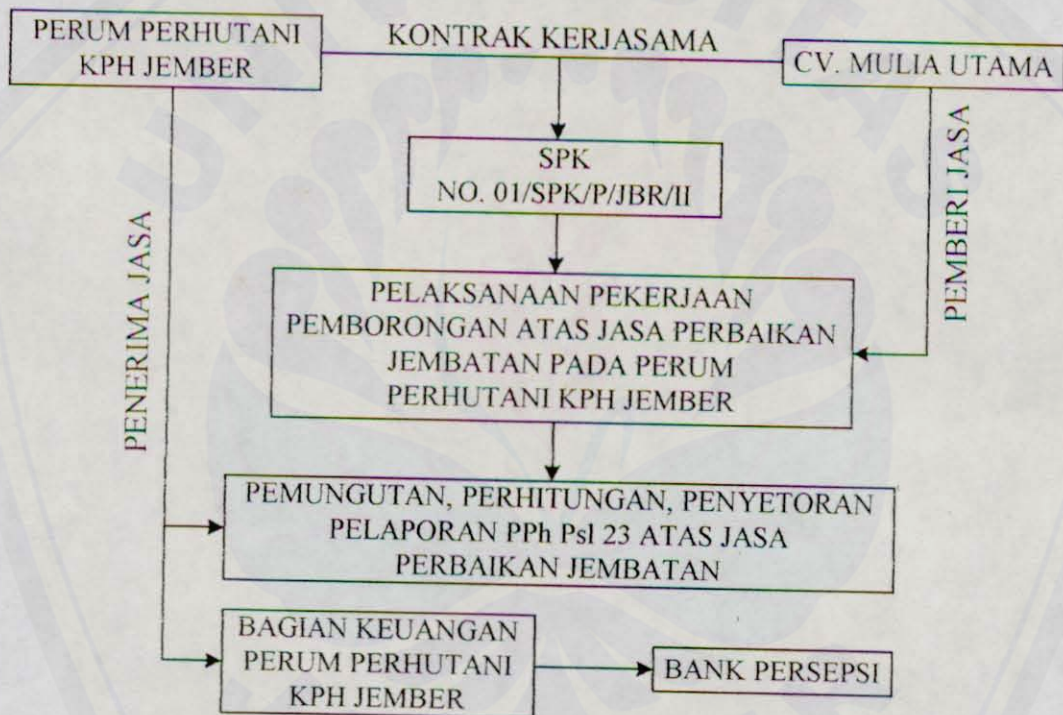 PERUM PERHUTANI
KPH JEMBER
KONTRAK KERJASAMA
CV. MULIA UTAMA
SPK
NO. 01/SPK/P/JBR/II
PENERIMA JASA
PEMBERI JASA
PELAKSANAAN PEKERJAAN
PEMBORONGAN ATAS JASA PERBAIKAN
JEMBATAN PADA PERUM
PERHUTANI KPH JEMBER
PEMUNGUTAN, PERHITUNGAN, PENYETORAN
PELAPORAN PPh Psl 23 ATAS JASA
PERBAIKAN JEMBATAN
BAGIAN KEUANGAN
PERUM PERHUTANI
KPH JEMBER
BANK PERSEPSI